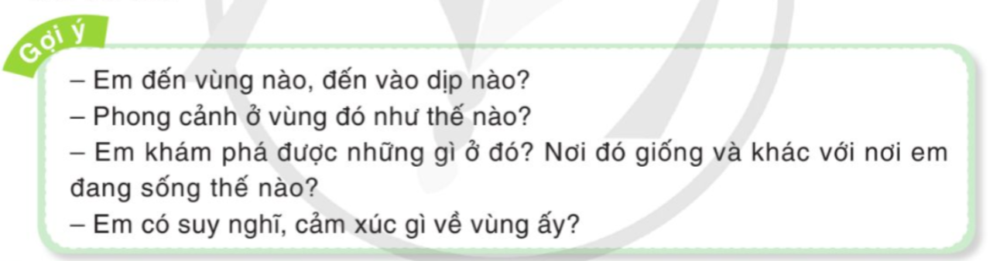 Gợi ý
– Em đến vùng nào, đến vào dịp nào?
– Phong cảnh ở vùng đó như thế nào?
– Em khám phá được những gì ở đó? Nơi đó giống và khác với nơi em
đang sống thế nào?
– Em có suy nghĩ, cảm xúc gì về vùng ấy?